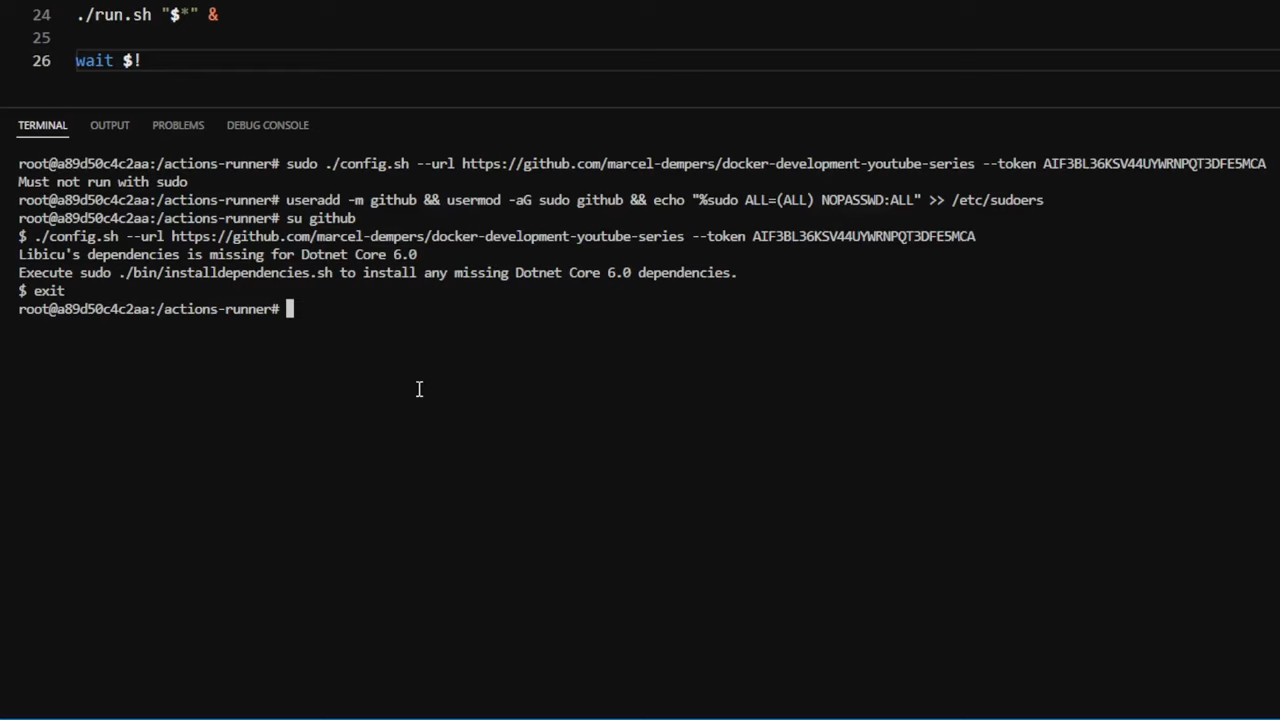 24 ./run.sh "$*" &
25
26 wait $!
TERMINAL OUTPUT PROBLEMS DEBUG CONSOLE
root@a89d50c4c2aa:/actions-runner# sudo ./config.sh --url https://github.com/marcel-dempers/docker-development-youtube-series --token AIF3BL36KSV44UYWRNPQT3DFE5MCA
Must not run with sudo
root@a89d50c4c2aa:/actions-runner# useradd -m github && usermod -aG sudo github && echo "%sudo ALL=(ALL) NOPASSWD:ALL" >> /etc/sudoers
root@a89d50c4c2aa:/actions-runner# su github
$ ./config.sh --url https://github.com/marcel-dempers/docker-development-youtube-series --token AIF3BL36KSV44UYWRNPQT3DFE5MCA
Libicu's dependencies is missing for Dotnet Core 6.0
Execute sudo ./bin/installdependencies.sh to install any missing Dotnet Core 6.0 dependencies.
$ exit
root@a89d50c4c2aa:/actions-runner#